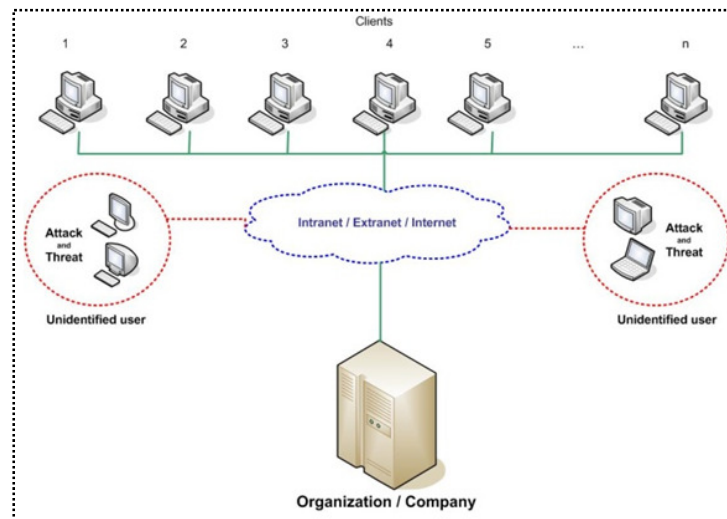 Clients
1 2 3 4 5 ... n
Intranet / Extranet / Internet
Attack
and
Threat
Unidentified user
Attack
and
Threat
Unidentified user
Organization / Company